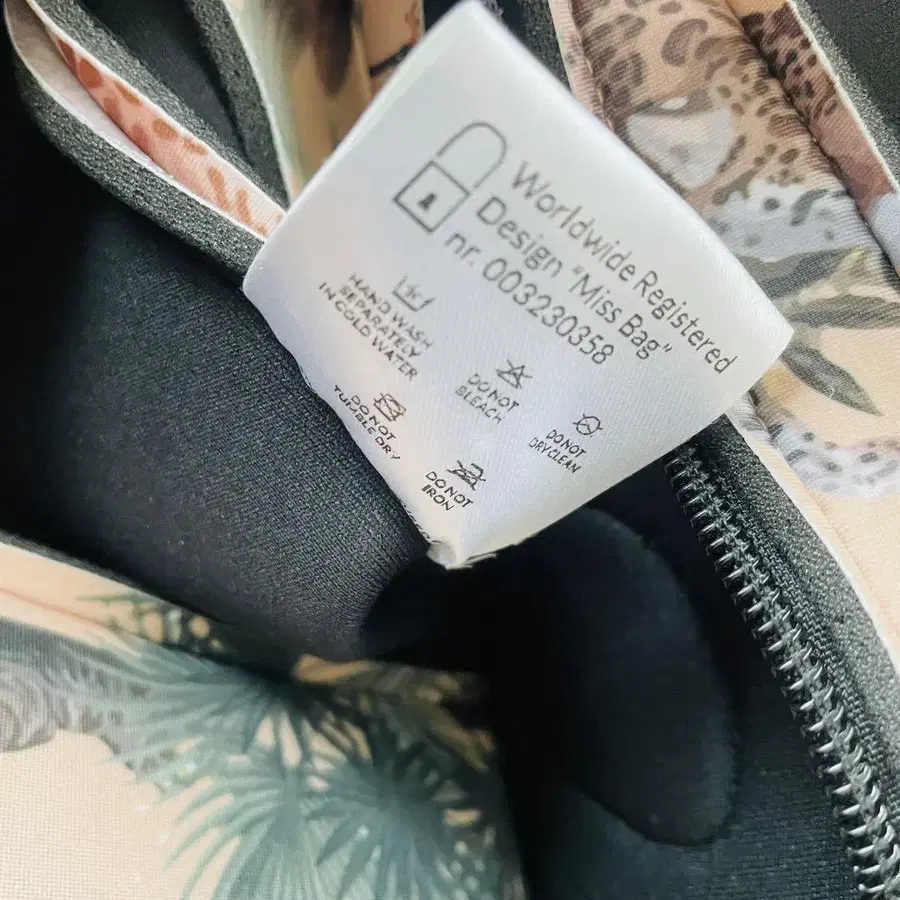 Worldwide Registered
Design "Miss Bag"
nr. 003230358
HAND WASH
SEPARATELY
IN COLD WATER
DO NOT
BLEACH
DO NOT
DRYCLEAN
DO NOT
TUMBLE DRY
DO NOT
IRON